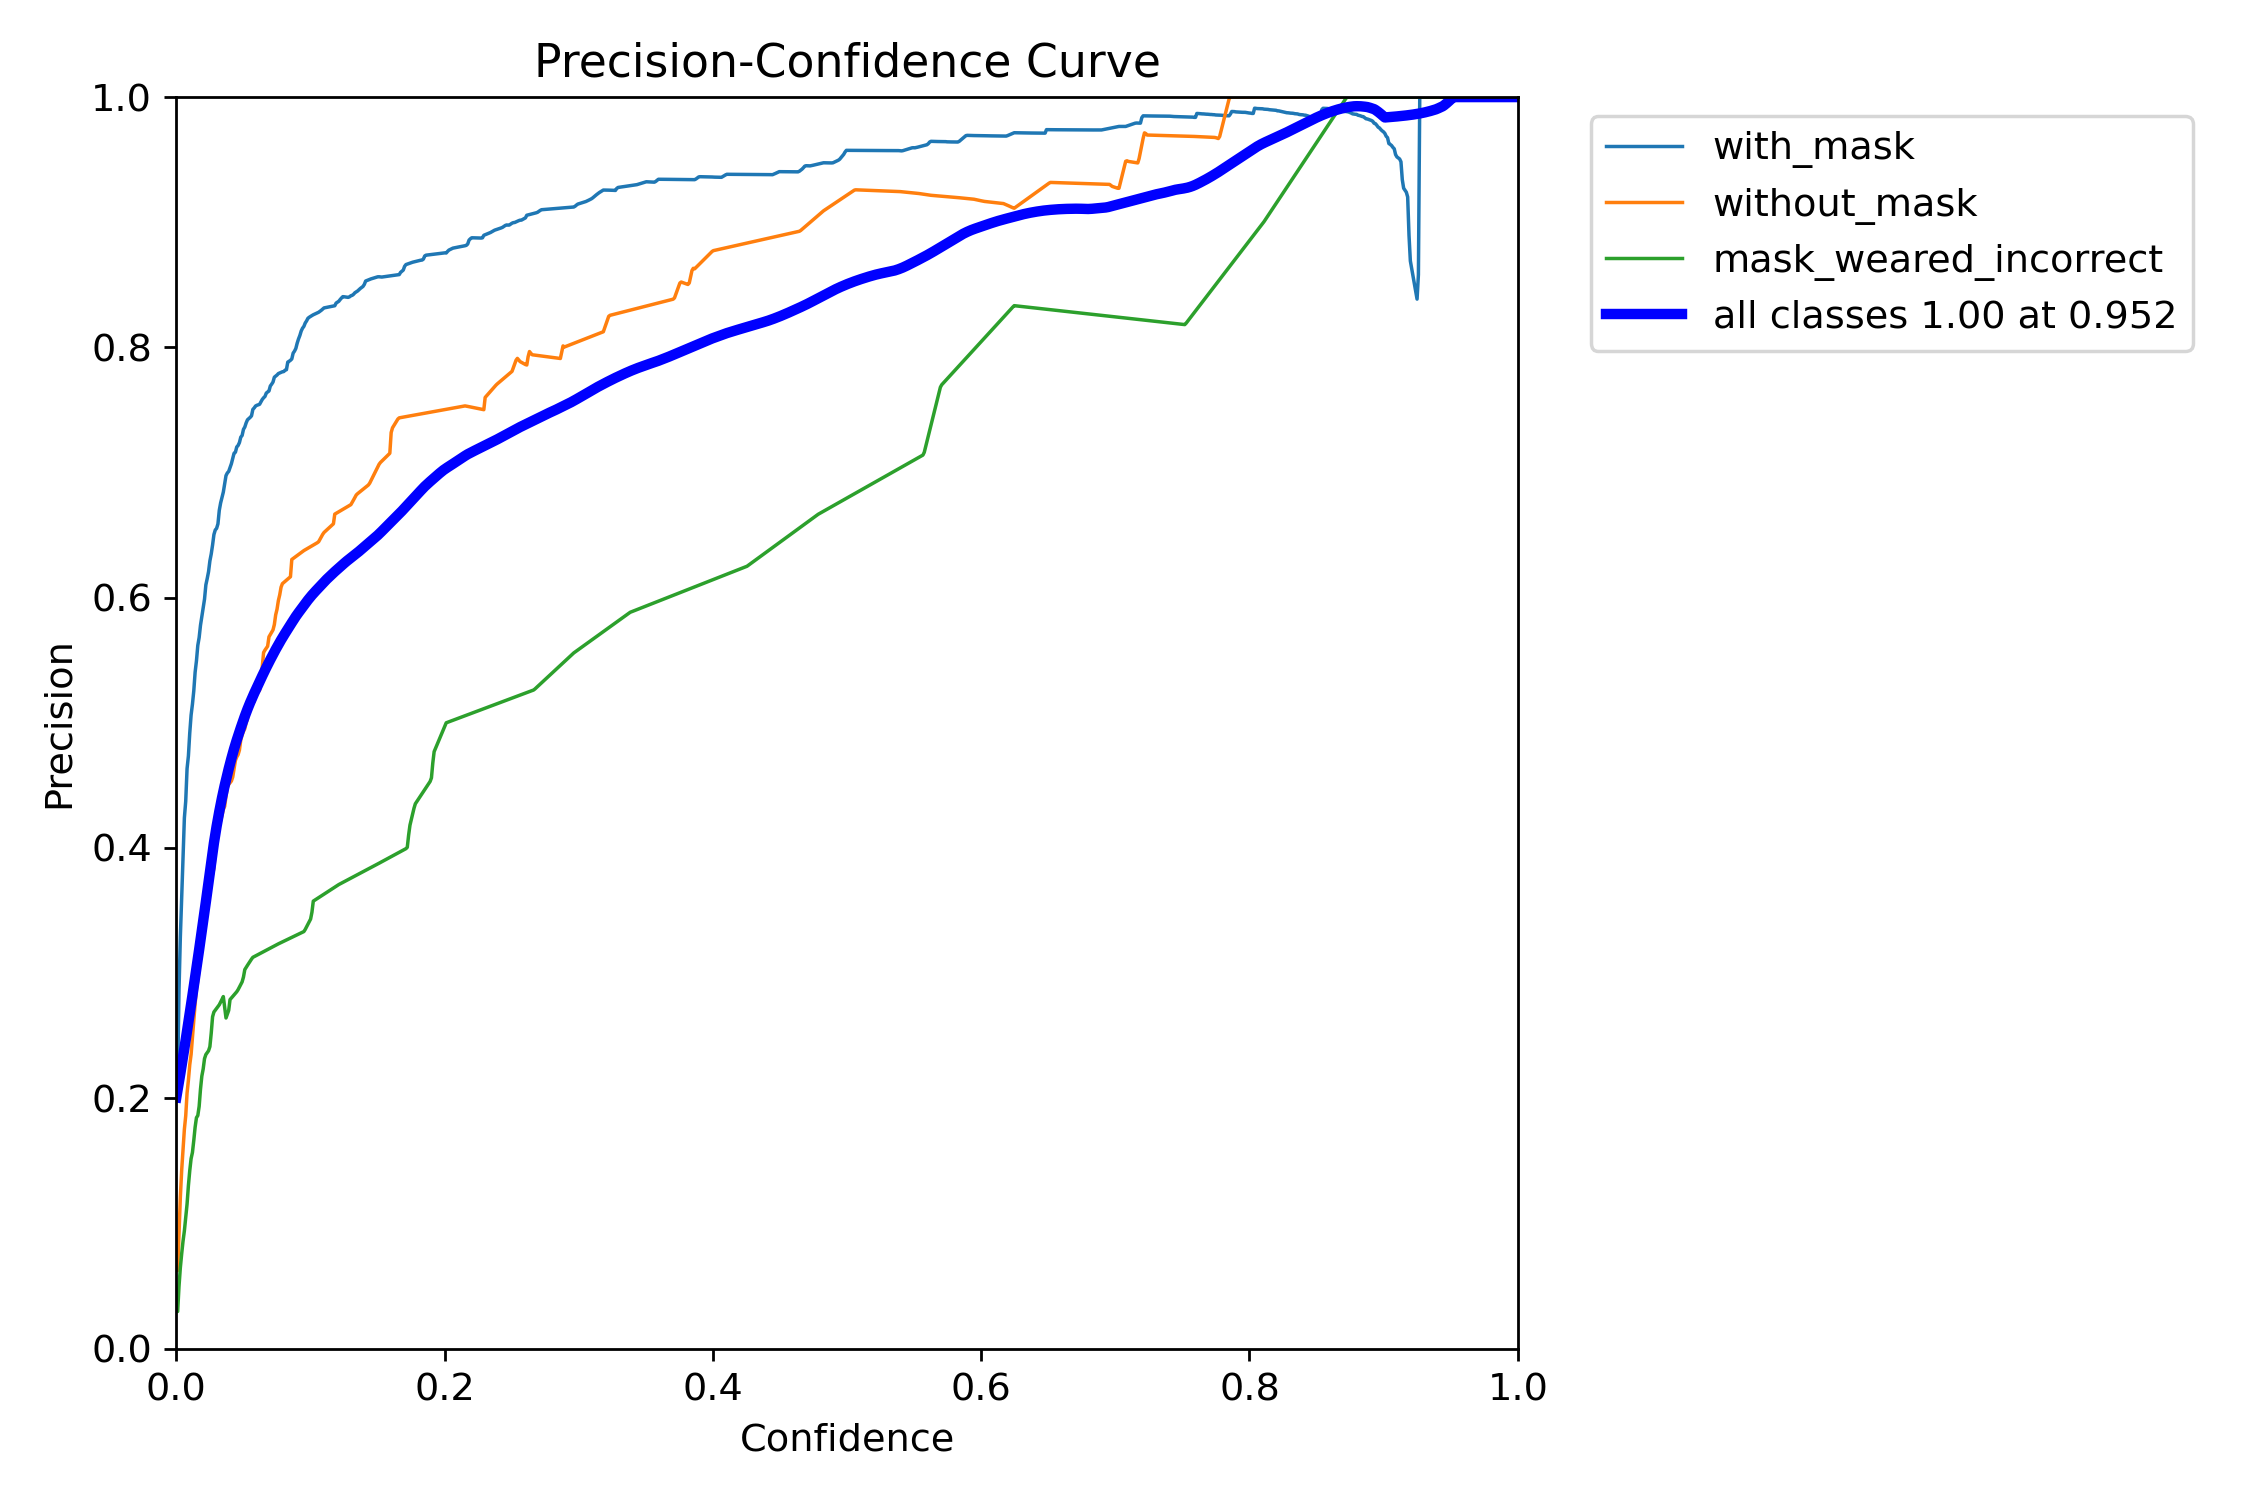 Precision-Confidence Curve
1.0
0.8
0.6
0.4
0.2
0.0
Precision
0.0 0.2 0.4 0.6 0.8 1.0
Confidence
with_mask
without_mask
mask_weared_incorrect
all classes 1.00 at 0.952